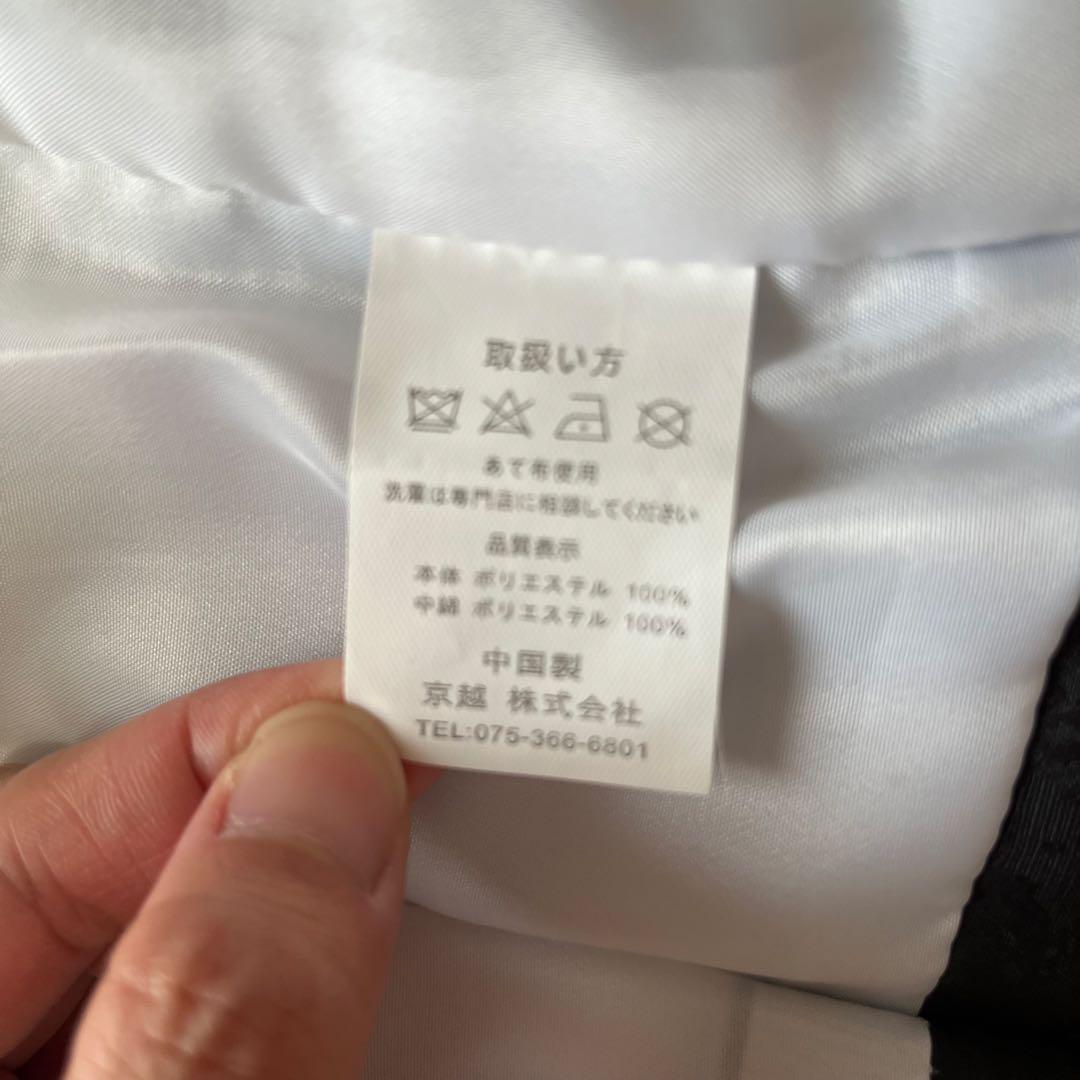 取扱い方
あて布使用
洗濯は専門店に相談してください
品質表示
本体 ポリエステル 100%
中綿 ポリエステル 100%
中国製
京越 株式会社
TEL:075-366-6801